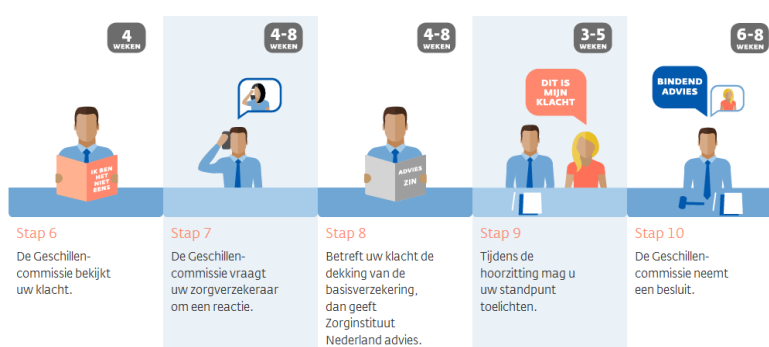 4
WEKEN
4-8
WEKEN
4-8
WEKEN
3-5
WEKEN
6-8
WEKEN
IK BEN
HET
NIET
EENS
ADVIES
ZIN
DIT IS
MIJN
KLACHT
BINDEND
ADVIES
Stap 6
De Geschillen-
commissie bekijkt
uw klacht.
Stap 7
De Geschillen-
commissie vraagt
uw zorgverzekeraar
om een reactie.
Stap 8
Betreft uw klacht de
dekking van de
basisverzekering,
dan geeft
Zorginstituut
Nederland advies.
Stap 9
Tijdens de
hoorzitting mag u
uw standpunt
toelichten.
Stap 10
De Geschillen-
commissie neemt
een besluit.